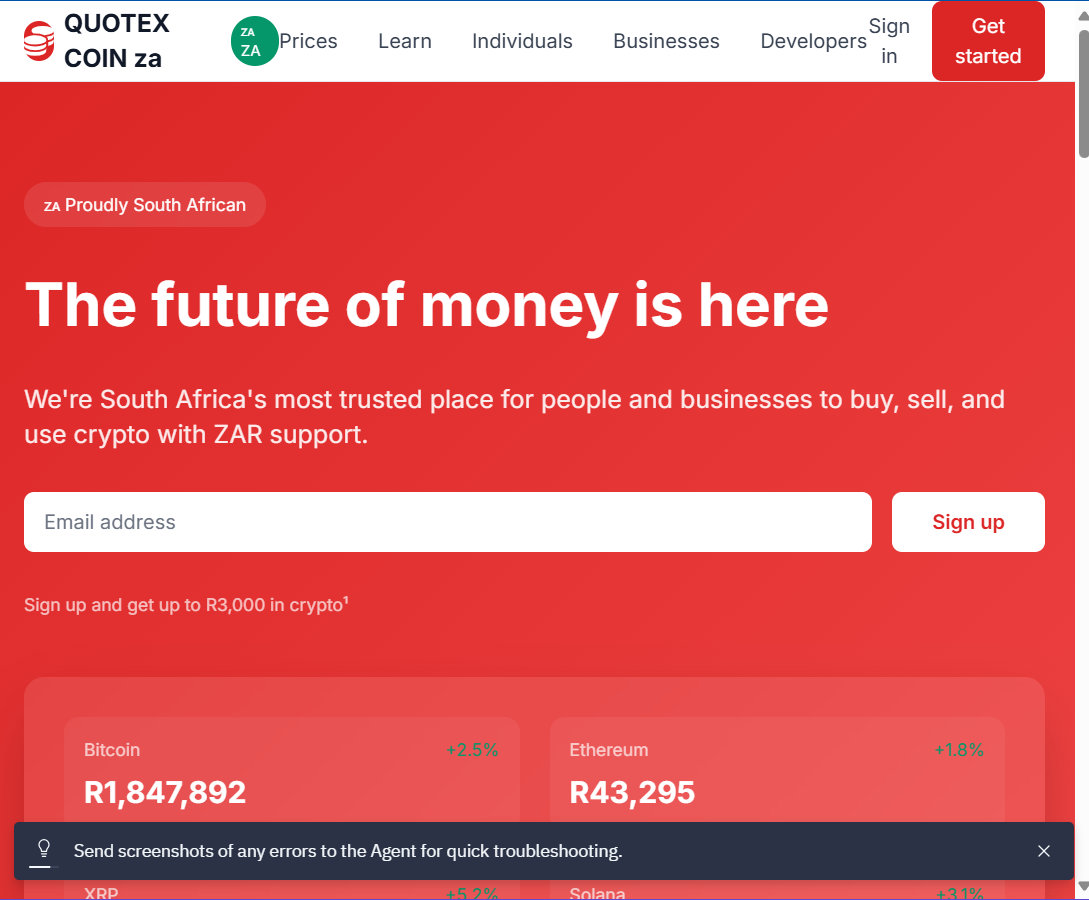 QUOTEX
COIN za
ZA
ZA
Prices
Learn
Individuals
Businesses
Developers
Sign
in
Get
started
ZA Proudly South African
The future of money is here
We're South Africa's most trusted place for people and businesses to buy, sell, and
use crypto with ZAR support.
Email address
Sign up
Sign up and get up to R3,000 in crypto¹
Bitcoin
+2.5%
R1,847,892
Ethereum
+1.8%
R43,295
Send screenshots of any errors to the Agent for quick troubleshooting.
XRP
+5.2%
Solana
+3.1%